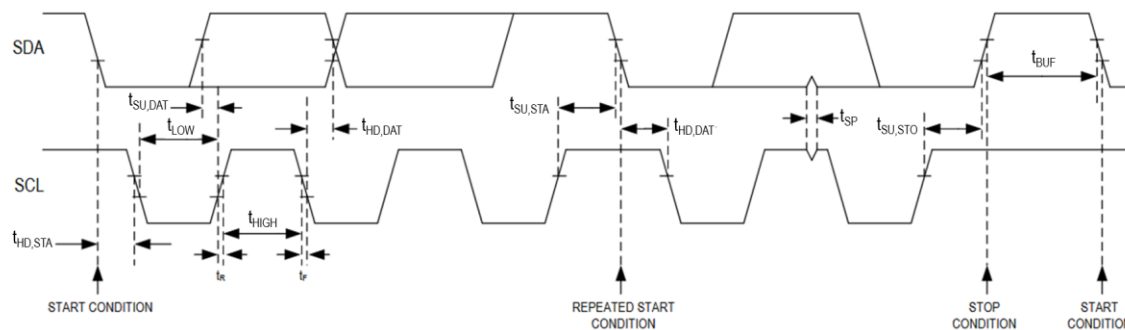 SDA
tSU,DAT
tLOW
tHD,DAT
tSU,STA
tHD,DAT
tSP
tSU,STO
tBUF
SCL
tHIGH
tHD,STA
tR
tF
START CONDITION
REPEATED START
CONDITION
STOP
CONDITION
START
CONDITION